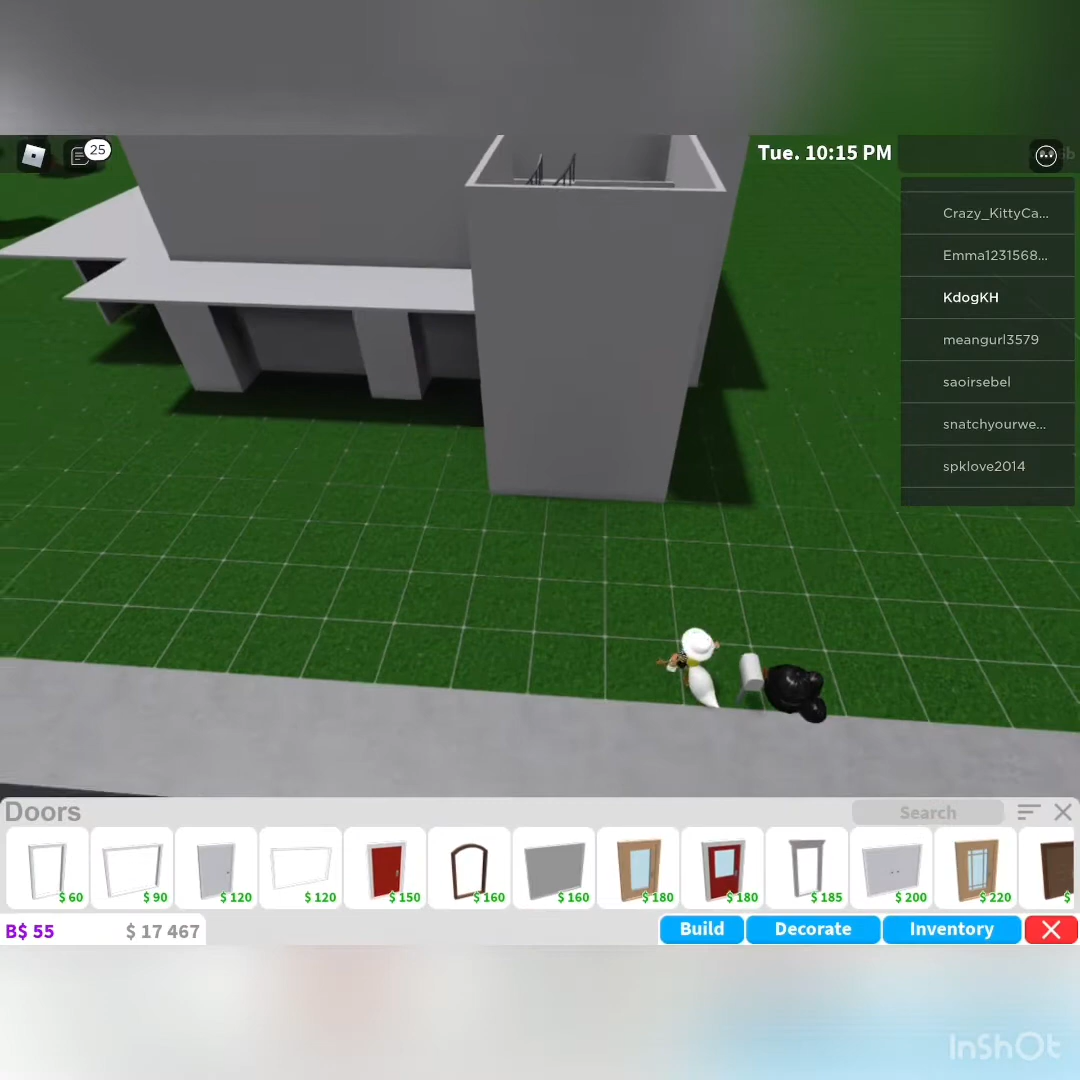 25
Tue. 10:15 PM
Crazy_KittyCa...
Emma1231568...
KdogKH
meangurl3579
saoirsebel
snatchyourwe...
spklove2014
Doors
Search
$ 60
$ 90
$ 120
$ 120
$ 150
$ 160
$ 160
$ 180
$ 180
$ 185
$ 200
$ 220
$
B$ 55
$ 17 467
Build
Decorate
Inventory
InShOt